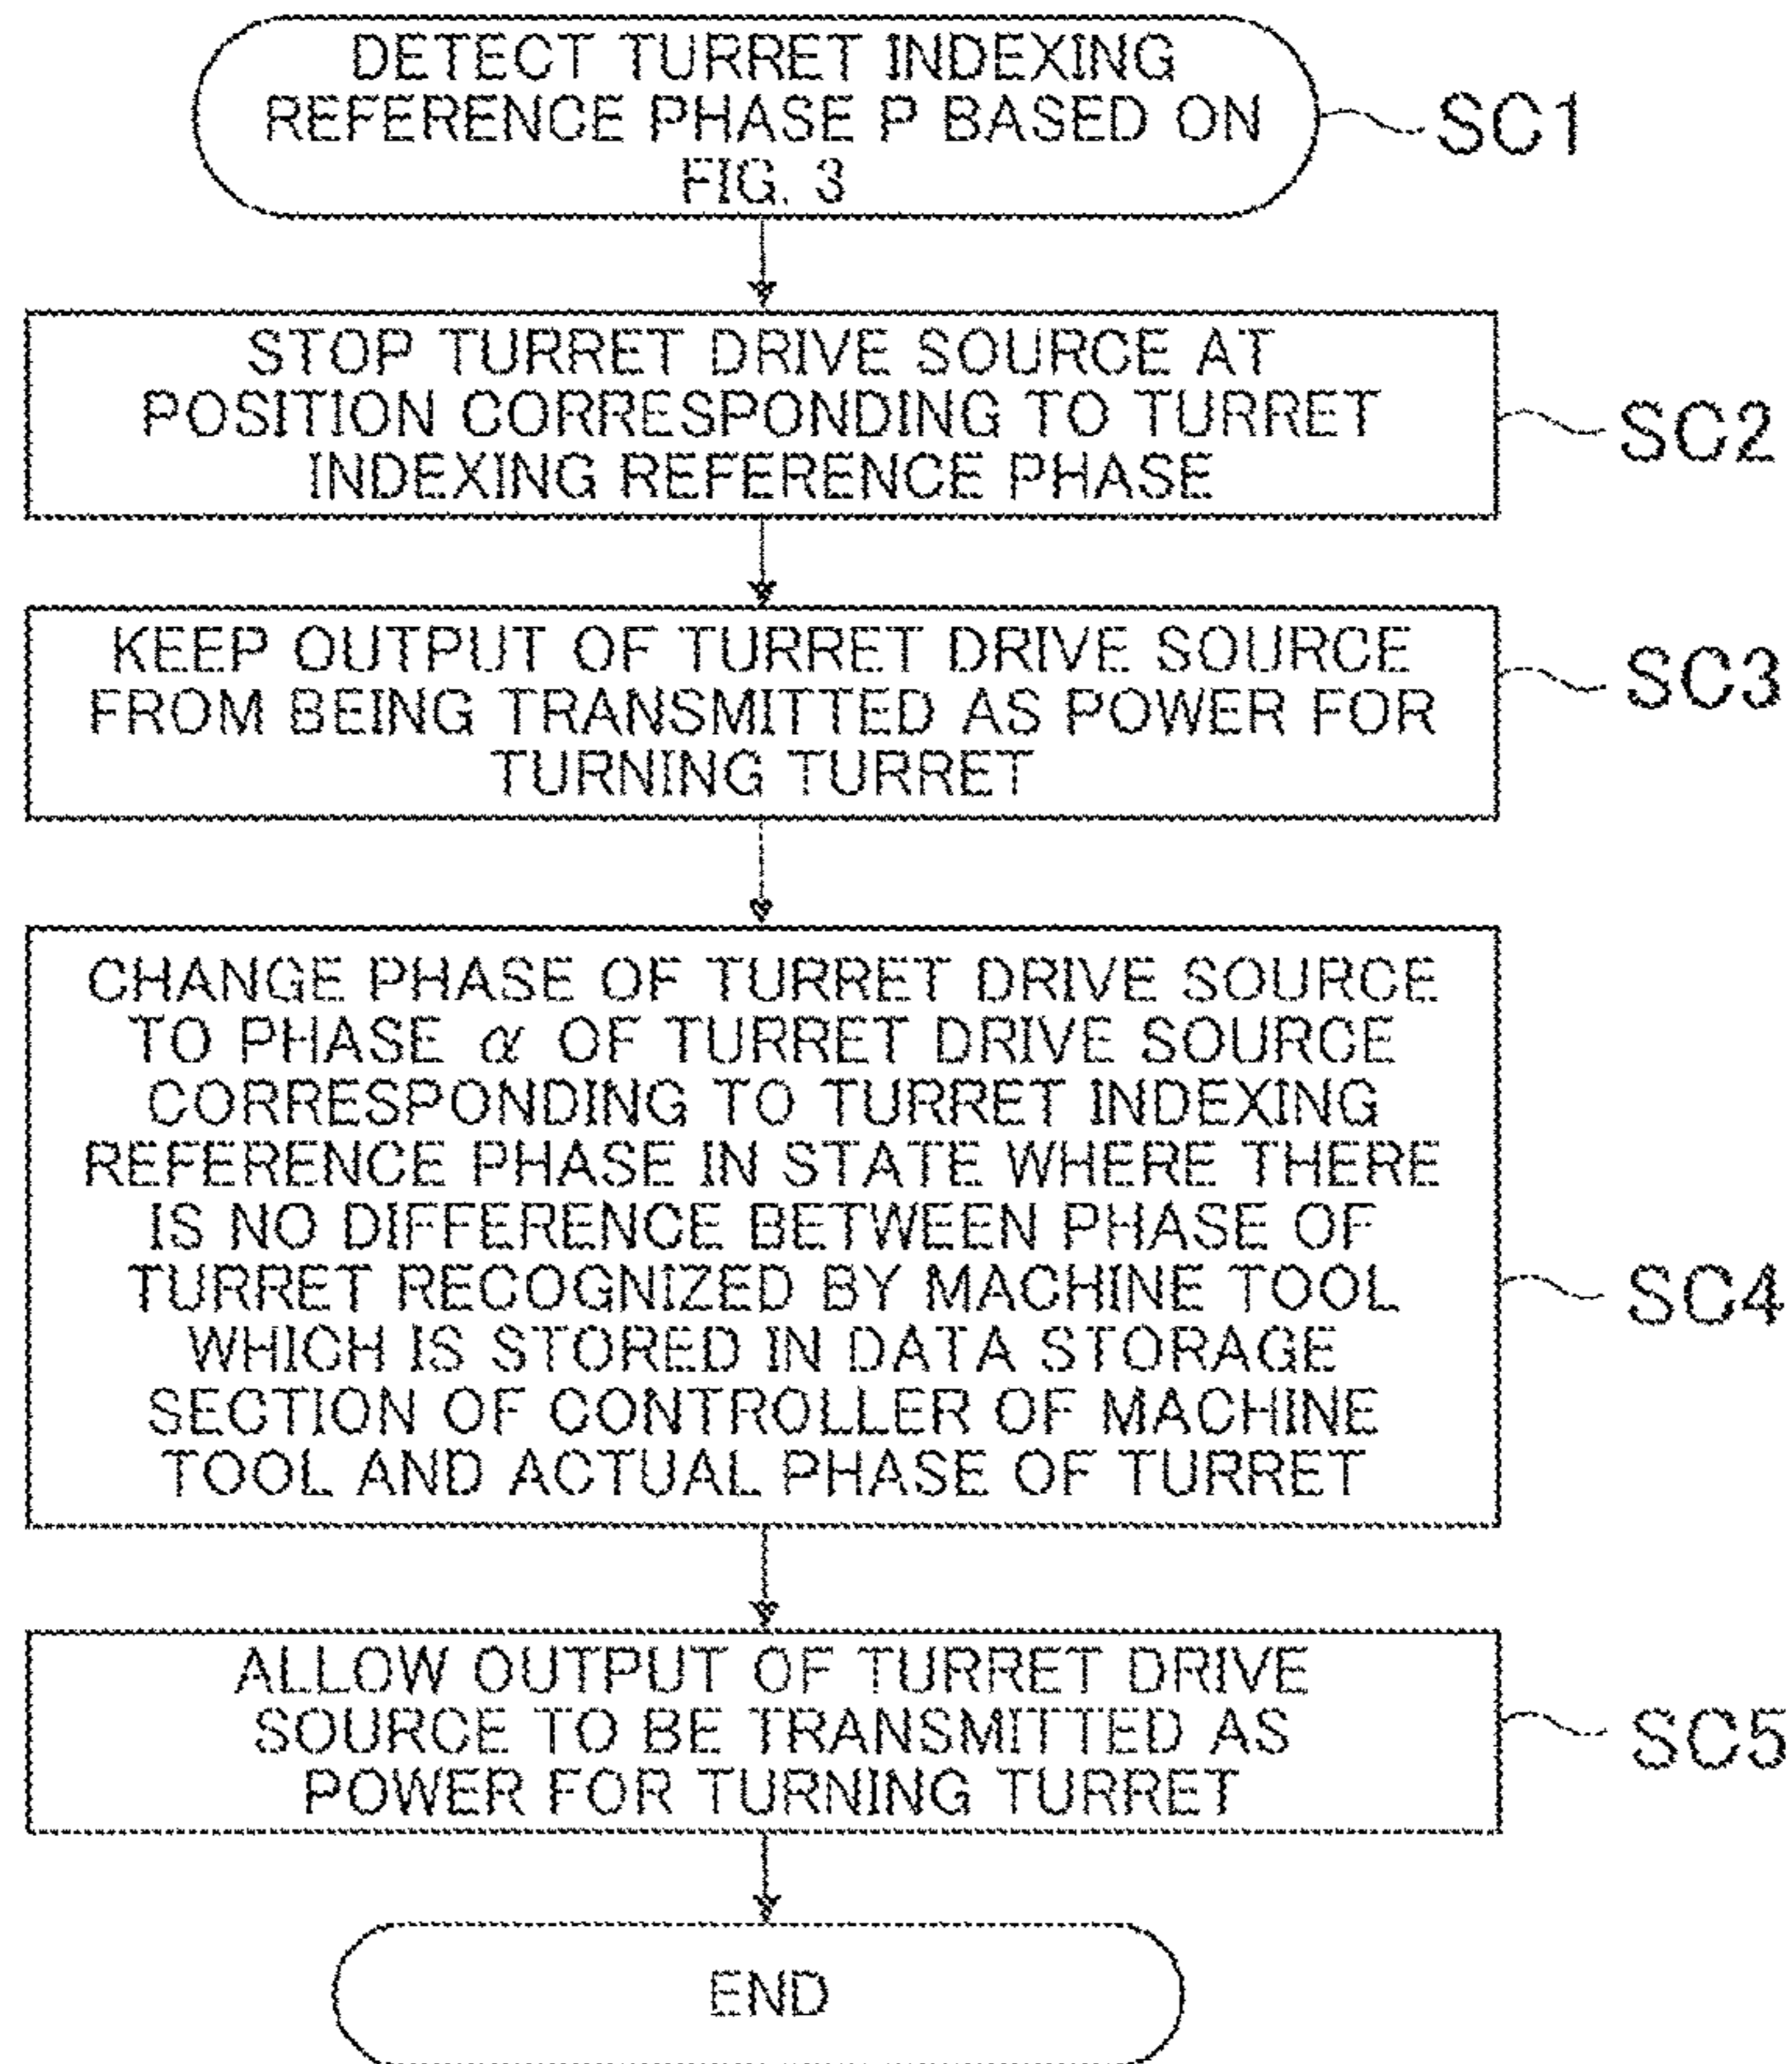 DETECT TURRET INDEXING
REFERENCE PHASE P BASED ON
FIG. 3
SC1
STOP TURRET DRIVE SOURCE AT
POSITION CORRESPONDING TO TURRET
INDEXING REFERENCE PHASE
SC2
KEEP OUTPUT OF TURRET DRIVE SOURCE
FROM BEING TRANSMITTED AS POWER FOR
TURNING TURRET
SC3
CHANGE PHASE OF TURRET DRIVE SOURCE
TO PHASE α OF TURRET DRIVE SOURCE
CORRESPONDING TO TURRET INDEXING
REFERENCE PHASE IN STATE WHERE THERE
IS NO DIFFERENCE BETWEEN PHASE OF
TURRET RECOGNIZED BY MACHINE TOOL
WHICH IS STORED IN DATA STORAGE
SECTION OF CONTROLLER OF MACHINE
TOOL AND ACTUAL PHASE OF TURRET
SC4
ALLOW OUTPUT OF TURRET DRIVE
SOURCE TO BE TRANSMITTED AS
POWER FOR TURNING TURRET
SC5
END